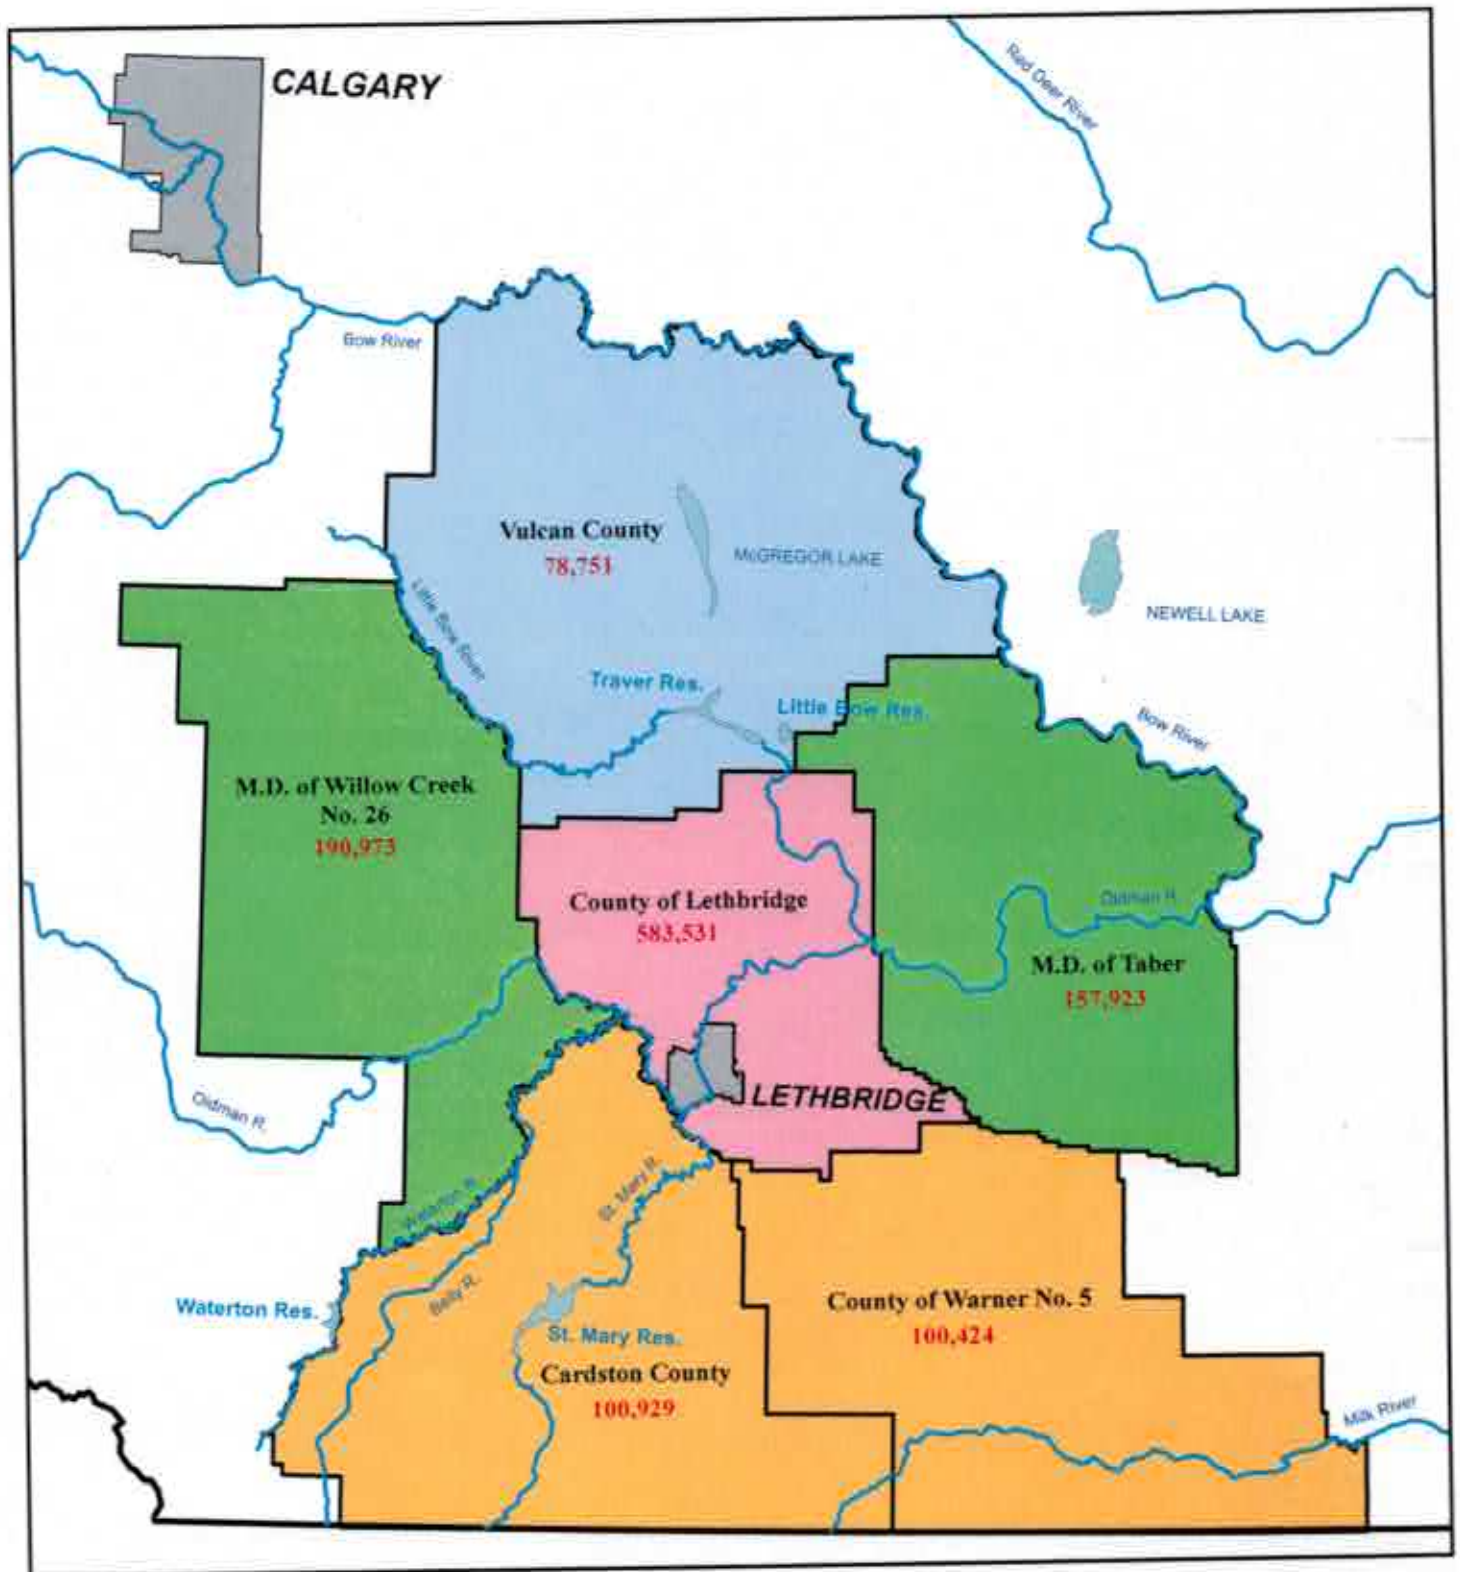 CALGARY
Red Deer River
Bow River
Vulcan County
78,751
McGREGOR LAKE
NEWELL LAKE
Little Bow River
Traver Res.
Little Bow Res.
Bow River
M.D. of Willow Creek
No. 26
190,973
County of Lethbridge
583,531
Oldman R.
M.D. of Taber
157,923
LETHBRIDGE
Oldman R.
Waterton R.
St. Mary R.
Belly R.
Waterton Res.
St. Mary Res.
County of Warner No. 5
100,424
Cardston County
100,929
Milk River